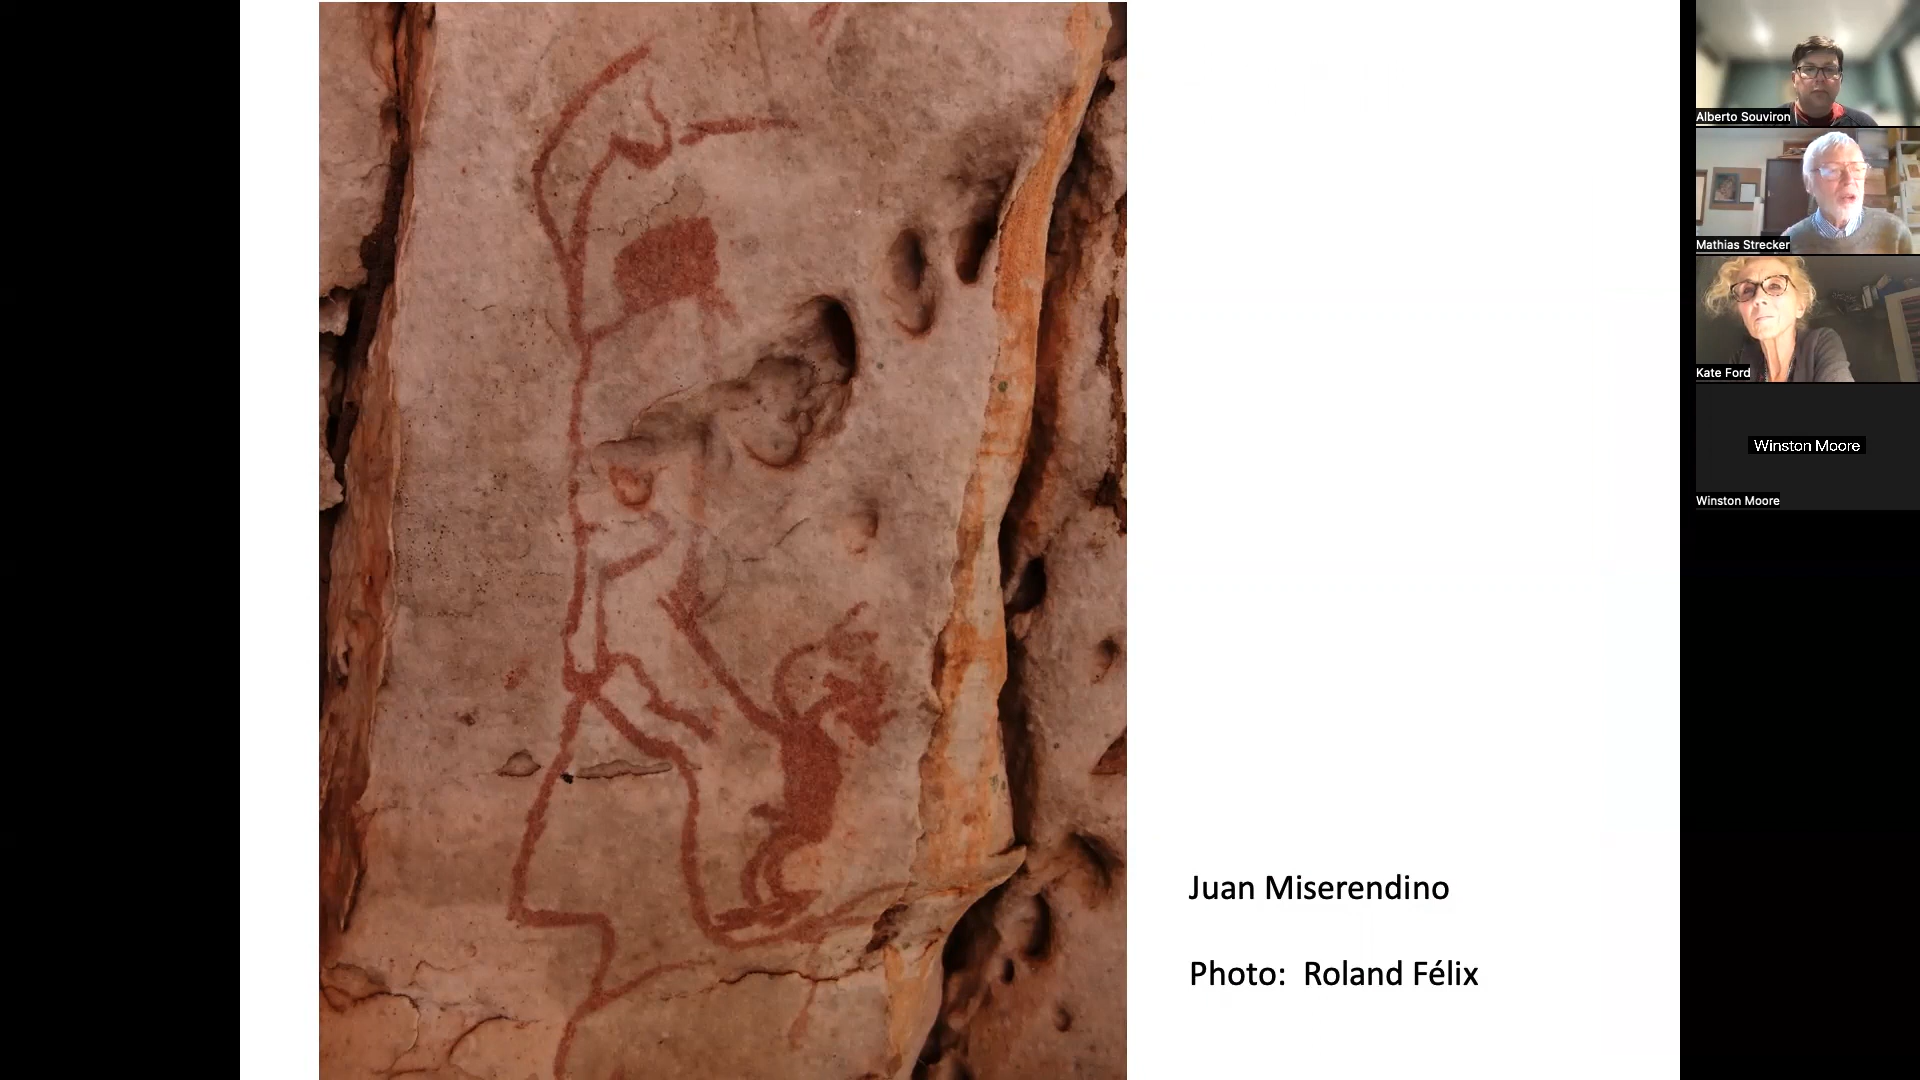 Juan Miserendino
Photo: Roland Félix
Alberto Souviron
Mathias Strecker
Kate Ford
Winston Moore
Winston Moore